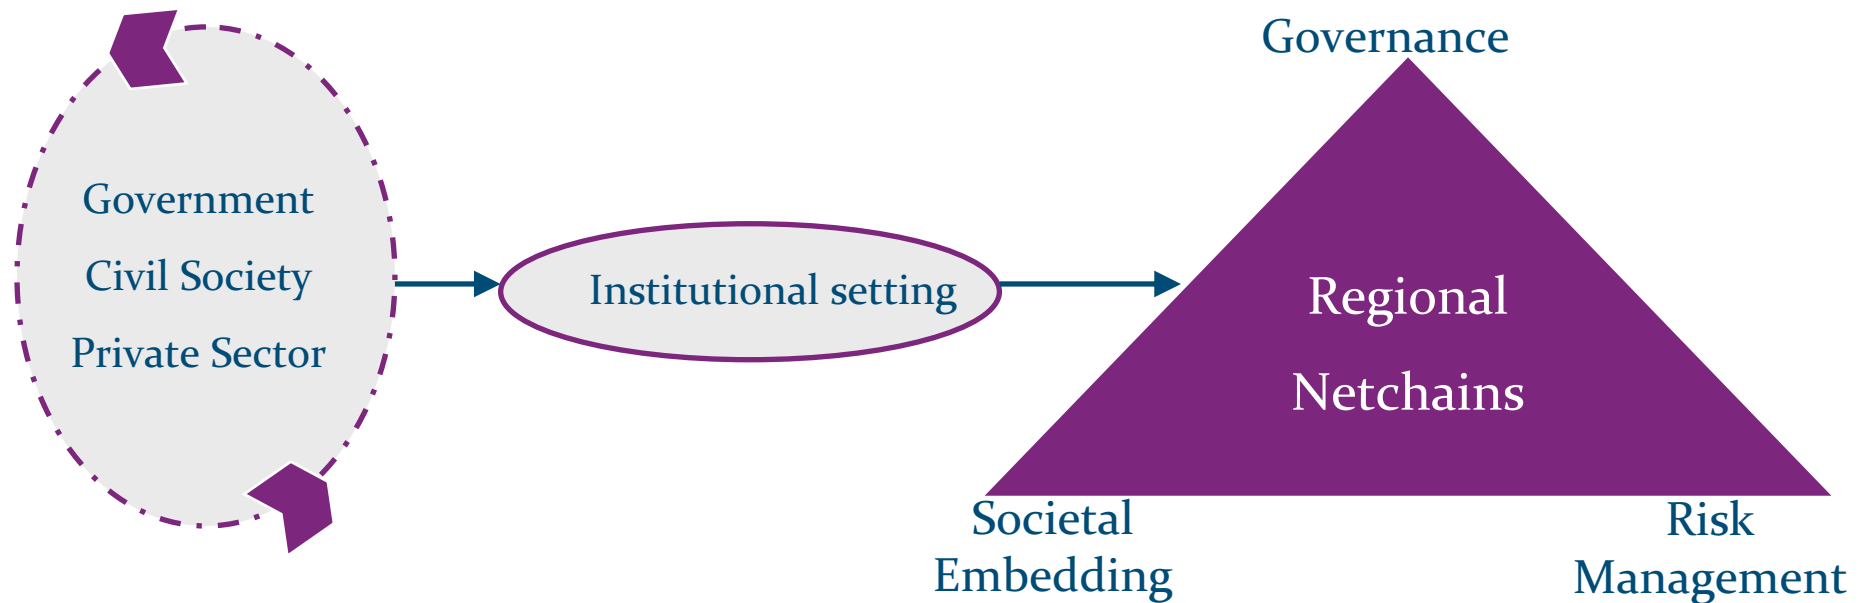 Government
Civil Society
Private Sector
Institutional setting
Governance
Regional
Netchains
Societal
Embedding
Risk
Management